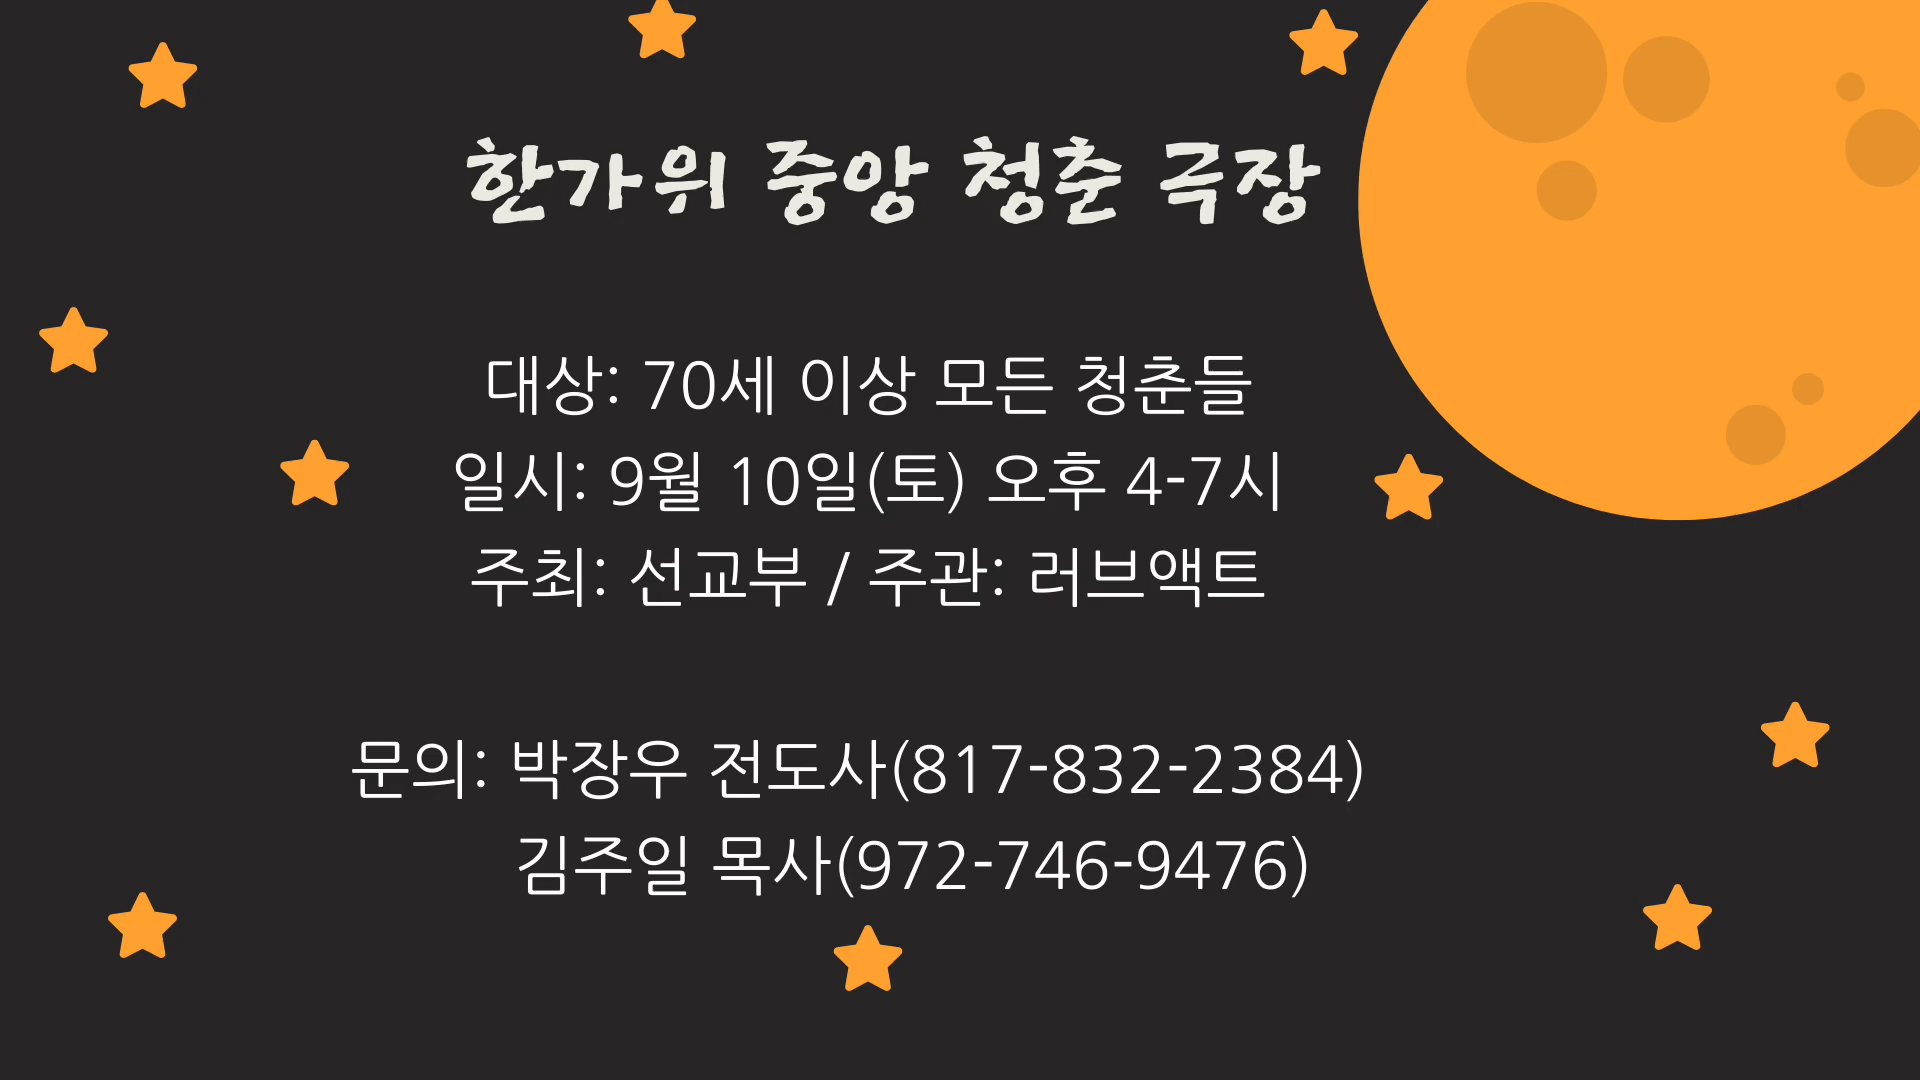 한가위 중앙 청춘 극장
대상: 70세 이상 모든 청춘들
일시: 9월 10일(토) 오후 4-7시
주최: 선교부 / 주관: 러브액트
문의: 박장우 전도사(817-832-2384)
김주일 목사(972-746-9476)